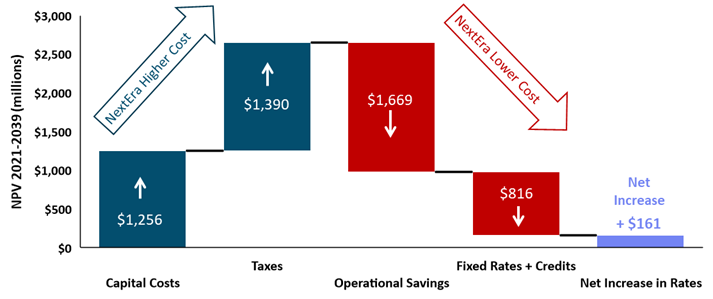 NPV 2021-2039 (millions)
$3,000
$2,500
$2,000
$1,500
$1,000
$500
$0
NextEra Higher Cost
NextEra Lower Cost
$1,256
$1,390
$1,669
$816
Net
Increase
+ $161
Capital Costs
Taxes
Operational Savings
Fixed Rates + Credits
Net Increase in Rates